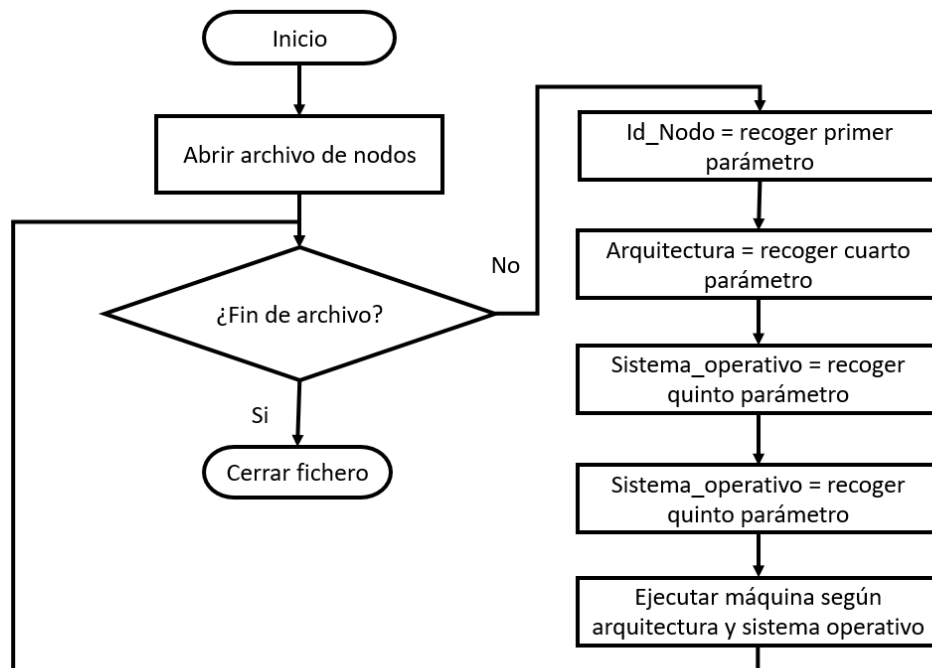 Inicio
Abrir archivo de nodos
¿Fin de archivo?
No
Si
Cerrar fichero
Id_Nodo = recoger primer
parámetro
Arquitectura = recoger cuarto
parámetro
Sistema_operativo = recoger
quinto parámetro
Sistema_operativo = recoger
quinto parámetro
Ejecutar máquina según
arquitectura y sistema operativo